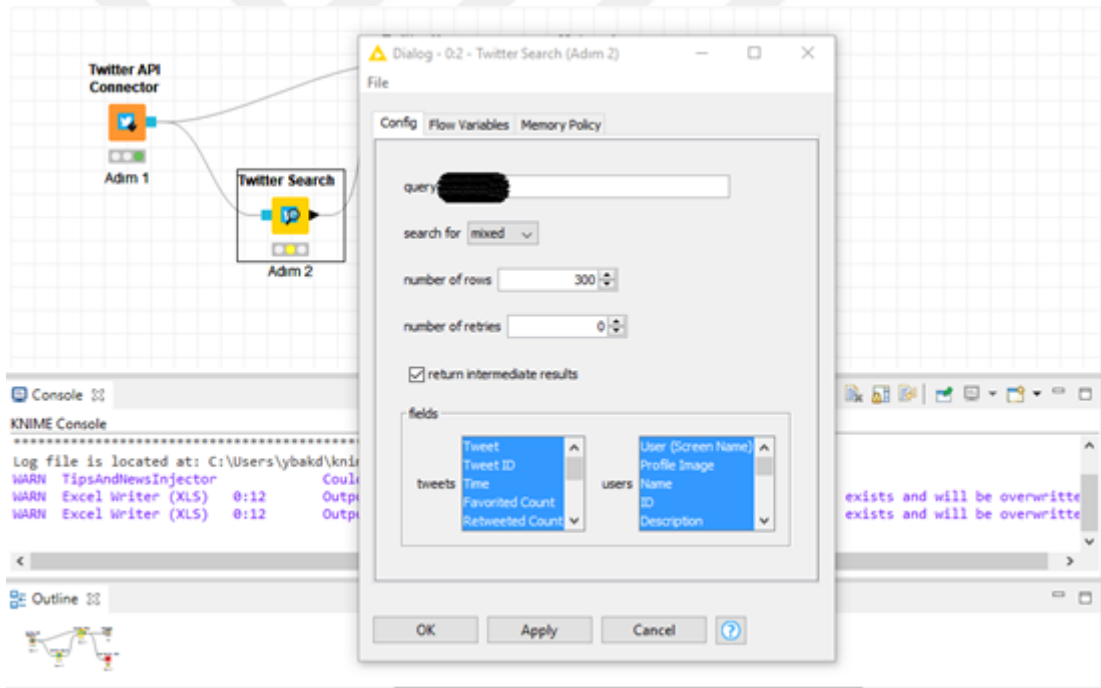 Twitter API
Connector
Adım 1
Twitter Search
Adım 2
Dialog - 0:2 - Twitter Search (Adım 2)
File
Config Flow Variables Memory Policy
query
search for mixed
number of rows 300
number of retries 0
return intermediate results
fields
tweets
Tweet
Tweet ID
Time
Favorited Count
Retweeted Count
users
User (Screen Name)
Profile Image
Name
ID
Description
OK Apply Cancel ?
Console
KNIME Console
Log file is located at: C:\Users\ybakd\kni
WARN TipsAndNewsInjector Coul
WARN Excel Writer (XLS) 0:12 Outp exists and will be overwritte
WARN Excel Writer (XLS) 0:12 Outp exists and will be overwritte
Outline